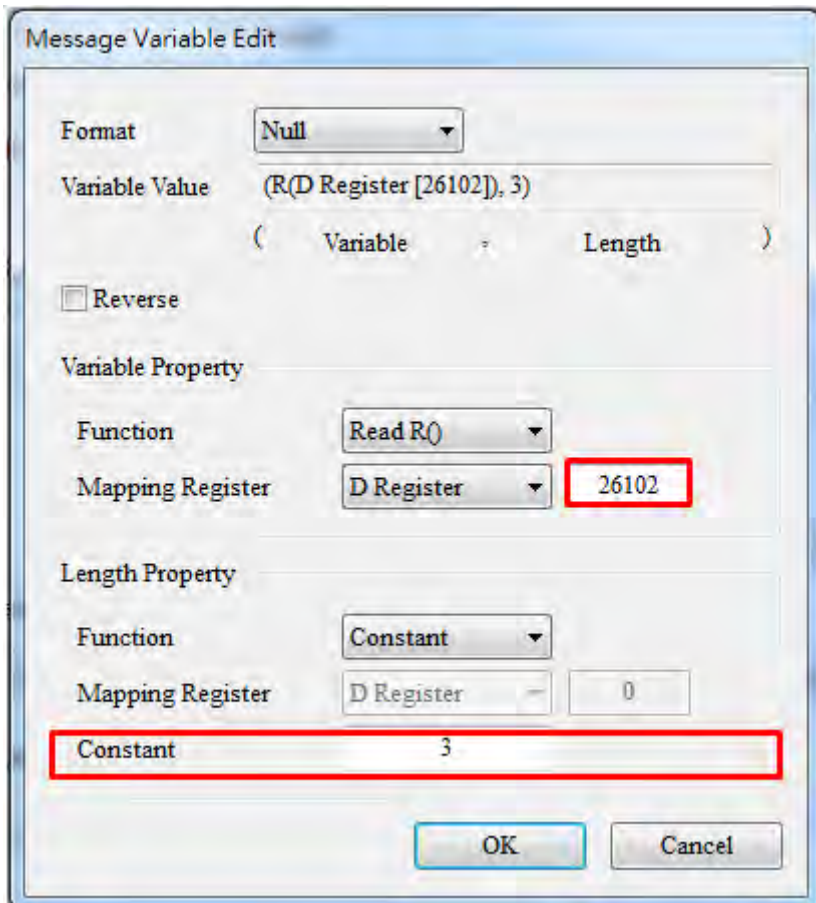 Message Variable Edit
Format Null
Variable Value (R(D Register [26102]), 3)
( Variable , Length )
Reverse
Variable Property
Function Read R()
Mapping Register D Register 26102
Length Property
Function Constant
Mapping Register D Register 0
Constant 3
OK Cancel